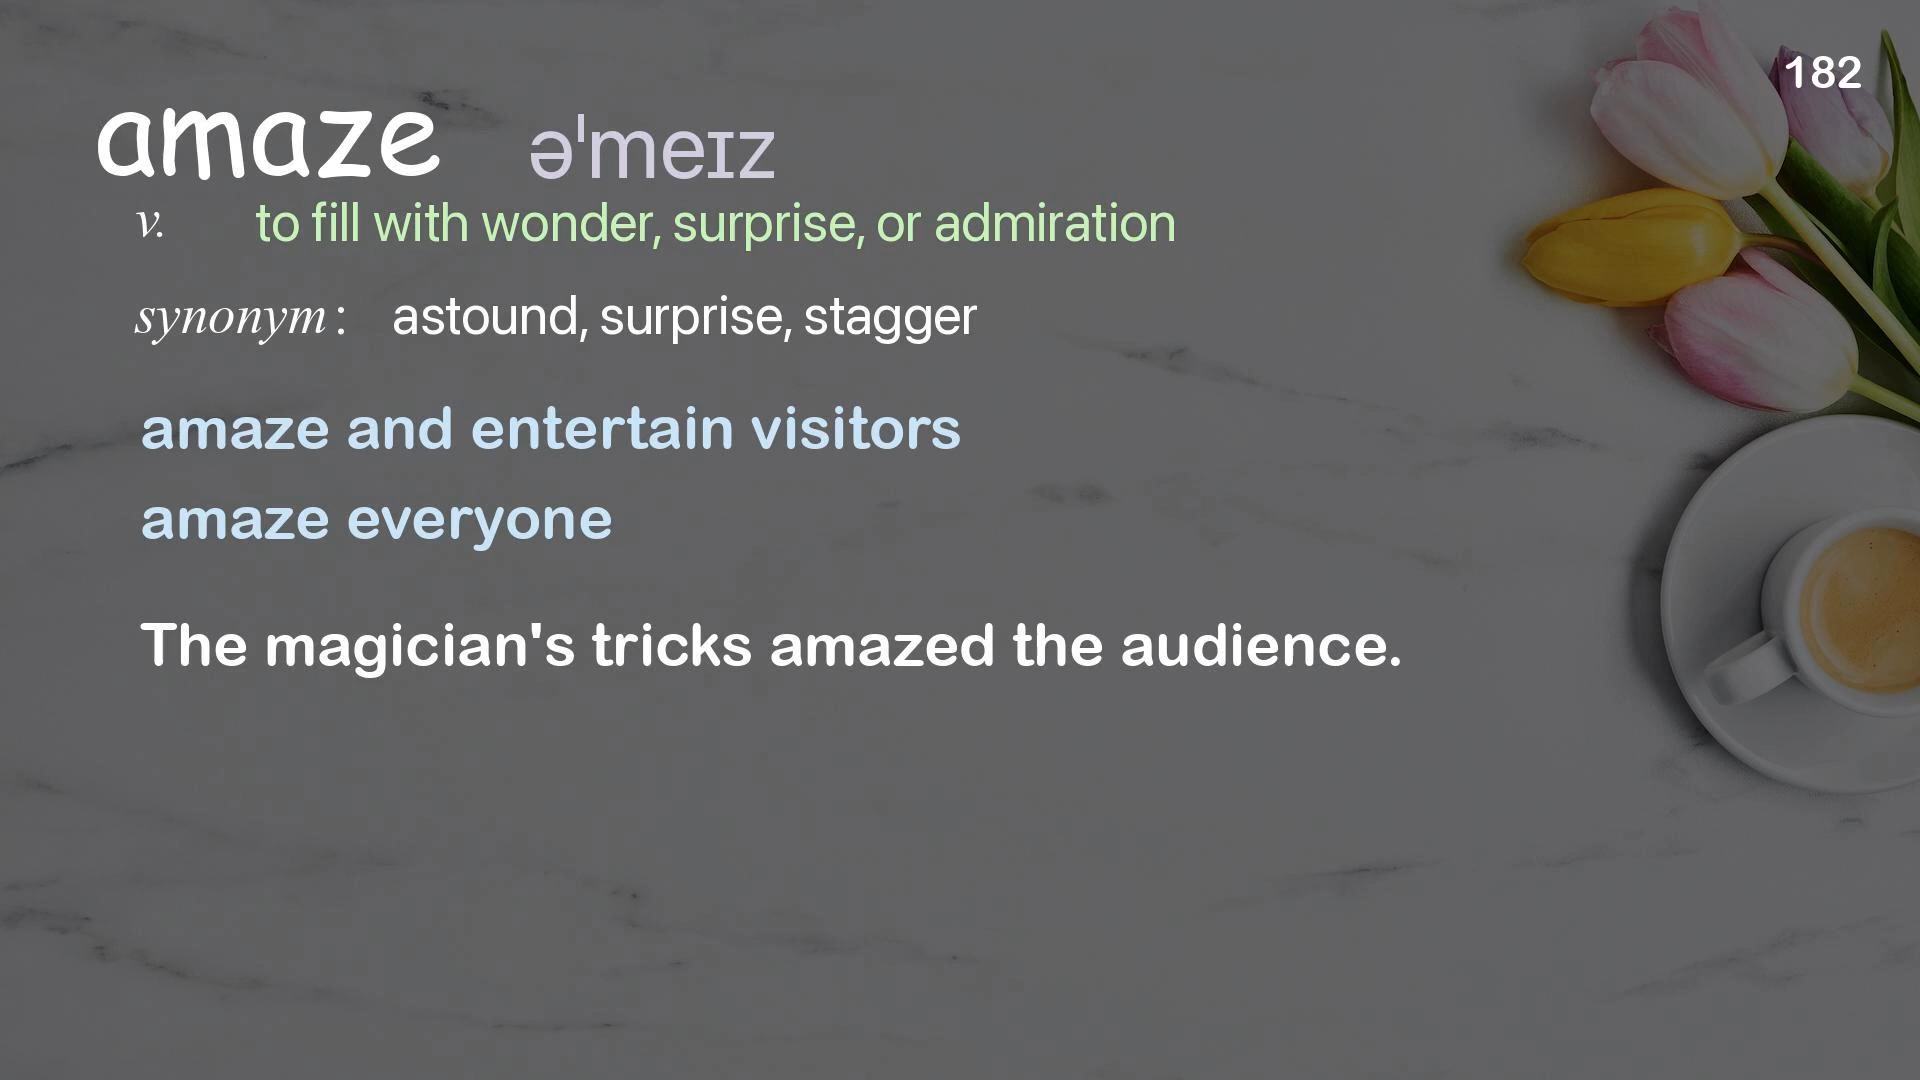 182
amaze əˈmeɪz
v. to fill with wonder, surprise, or admiration
synonym: astound, surprise, stagger
amaze and entertain visitors
amaze everyone
The magician's tricks amazed the audience.